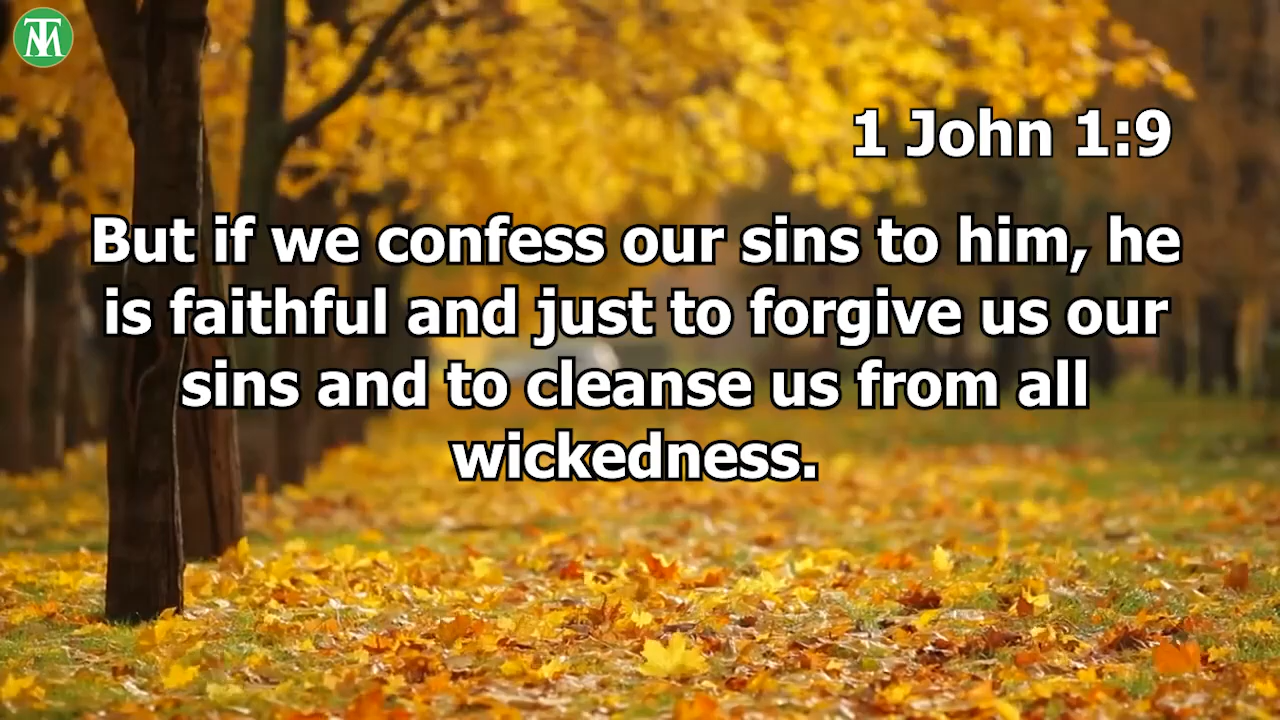 TM
1 John 1:9
But if we confess our sins to him, he
is faithful and just to forgive us our
sins and to cleanse us from all
wickedness.